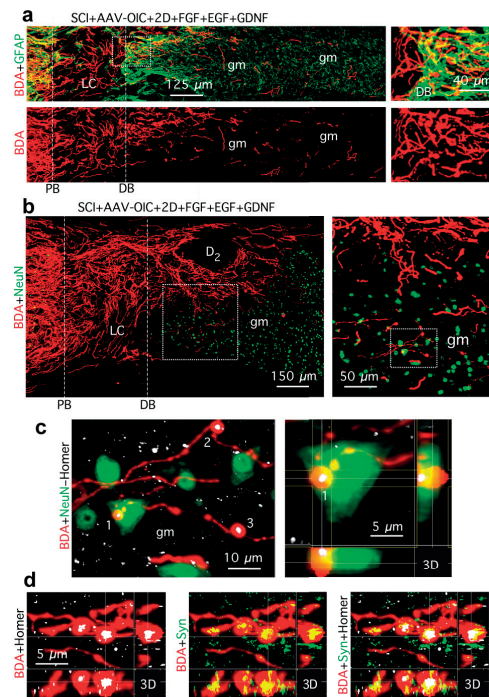 a
SCI+AAV-OIC+2D+FGF+EGF+GDNF
BDA+GFAP
LC
125 µm
gm
gm
DB
40 µm
BDA
gm
gm
PB
DB
b
SCI+AAV-OIC+2D+FGF+EGF+GDNF
BDA+NeuN
D2
LC
gm
150 µm
PB
DB
gm
50 µm
c
BDA+NeuN-Homer
2
1
gm
3
10 µm
1
5 µm
3D
d
BDA+Homer
5 µm
3D
BDA+Syn
3D
BDA+Syn+Homer
3D